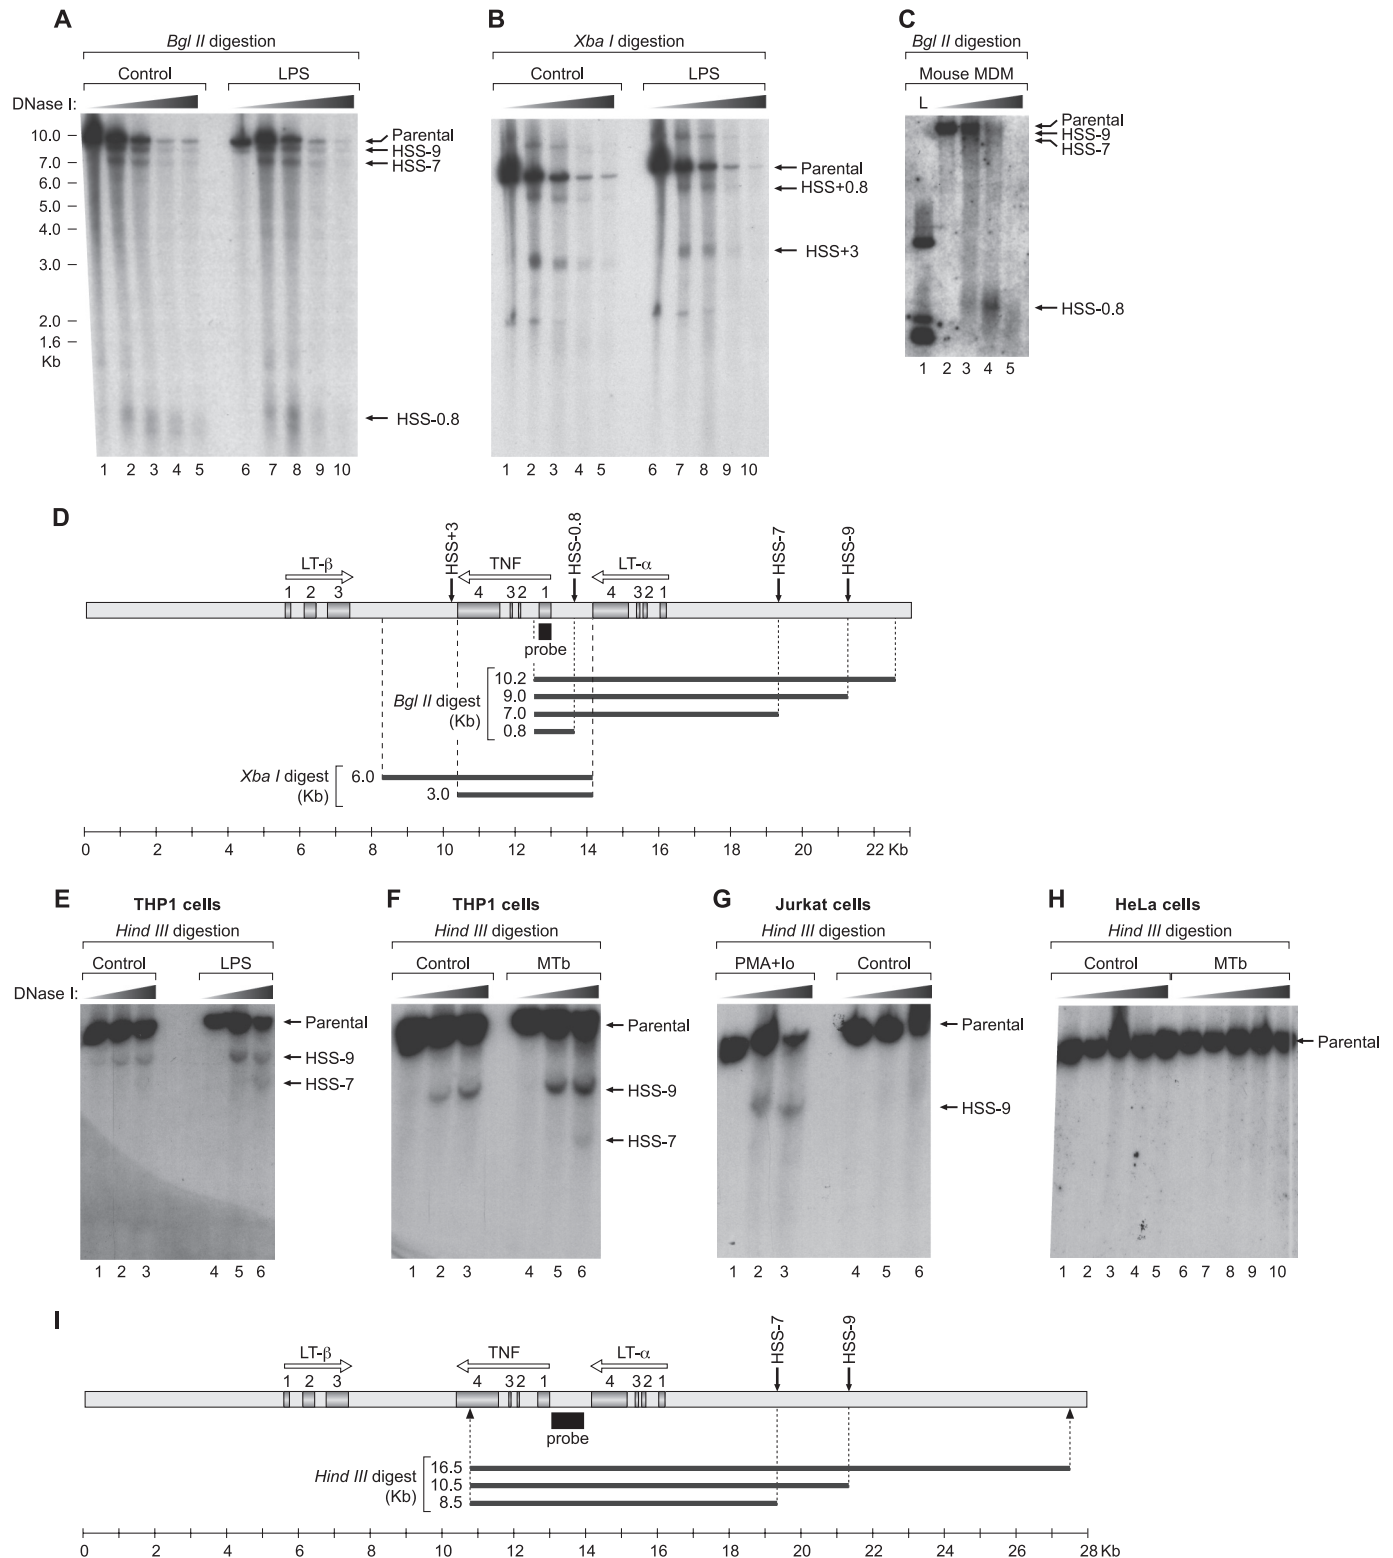 A
Bgl II digestion
Control LPS
DNase I:
10.0
7.0
6.0
5.0
4.0
3.0
2.0
1.6
Kb
Parental
HSS-9
HSS-7
HSS-0.8
1 2 3 4 5 6 7 8 9 10
B
Xba I digestion
Control LPS
Parental
HSS+0.8
HSS+3
1 2 3 4 5 6 7 8 9 10
C
Bgl II digestion
Mouse MDM
L
Parental
HSS-9
HSS-7
HSS-0.8
1 2 3 4 5
D
HSS+3 HSS-0.8 HSS-7 HSS-9
LT-β TNF LT-α
1 2 3 4 3 2 1 4 3 2 1
probe
Bgl II digest
(Kb)
10.2
9.0
7.0
0.8
Xba I digest
(Kb)
6.0
3.0
0 2 4 6 8 10 12 14 16 18 20 22 Kb
E
THP1 cells
Hind III digestion
Control LPS
DNase I:
Parental
HSS-9
HSS-7
1 2 3 4 5 6
F
THP1 cells
Hind III digestion
Control MTb
Parental
HSS-9
HSS-7
1 2 3 4 5 6
G
Jurkat cells
Hind III digestion
PMA+Io Control
Parental
HSS-9
1 2 3 4 5 6
H
HeLa cells
Hind III digestion
Control MTb
Parental
1 2 3 4 5 6 7 8 9 10
I
HSS-7 HSS-9
LT-β TNF LT-α
1 2 3 4 3 2 1 4 3 2 1
probe
Hind III digest
(Kb)
16.5
10.5
8.5
0 2 4 6 8 10 12 14 16 18 20 22 24 26 28 Kb